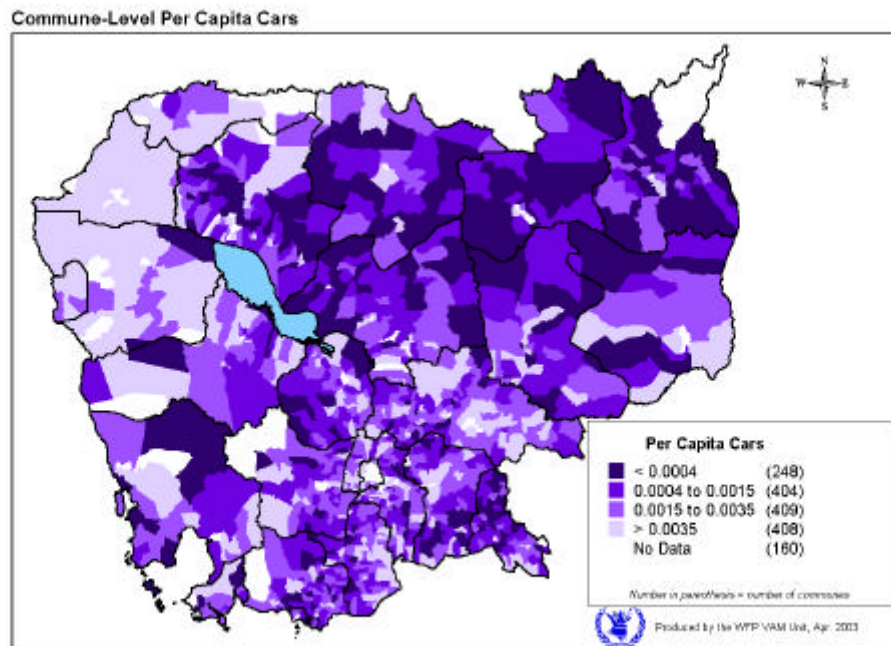 Commune-Level Per Capita Cars
N
W E
S
Per Capita Cars
< 0.0004 (248)
0.0004 to 0.0015 (404)
0.0015 to 0.0035 (409)
> 0.0035 (408)
No Data (160)
Number in parenthesis = number of communes
Produced by the WFP VAM Unit, Apr. 2003